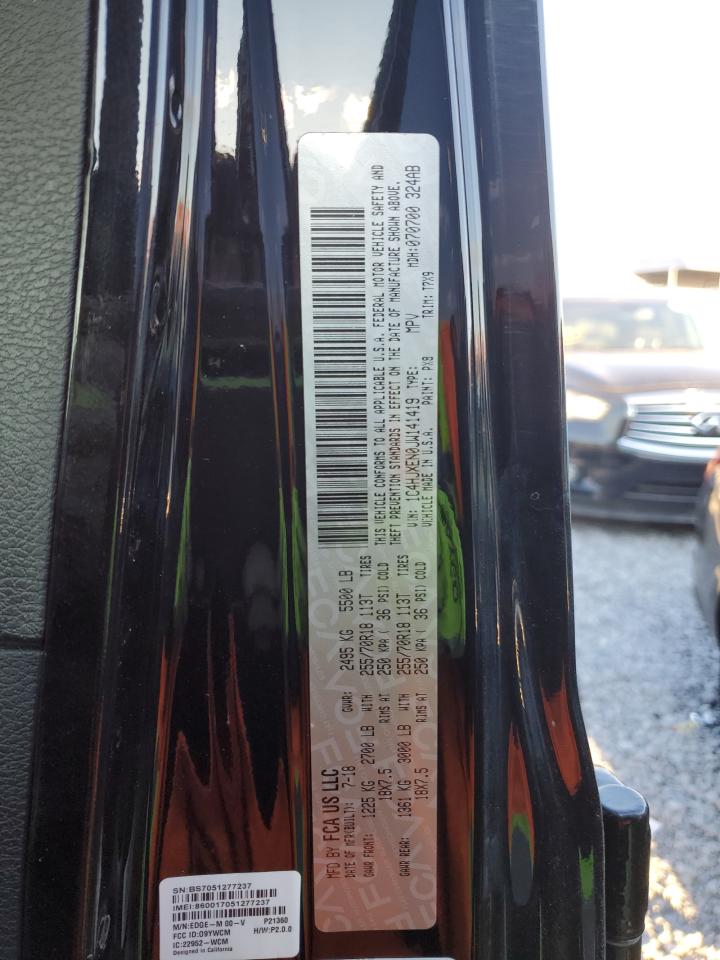 MFD BY FCA US LLC
DATE OF MFR(BUILT): 7-18 GVWR: 2495 KG 5500 LB
GAWR FRONT: 1225 KG 2700 LB WITH 255/70R18 113T TIRES
18X7.5 RIMS AT 250 KPA( 36 PSI) COLD
GAWR REAR: 1361 KG 3000 LB WITH 255/70R18 113T TIRES
18X7.5 RIMS AT 250 KPA( 36 PSI) COLD
THIS VEHICLE CONFORMS TO ALL APPLICABLE U.S.A. FEDERAL MOTOR VEHICLE SAFETY AND
THEFT PREVENTION STANDARDS IN EFFECT ON THE DATE OF MANUFACTURE SHOWN ABOVE.
VIN: 1C4HJXEN0JW141419 TYPE: MPV MDH:070700 324AB
VEHICLE MADE IN U.S.A. PAINT: PX8 TRIM: T7X9
SN:BS7051277237
IMEI:860017051277237
M/N:EDGE-M 00-V P21360
FCC ID:O9YWCM H/W:P2.0.0
IC:22952-WCM
Designed in California